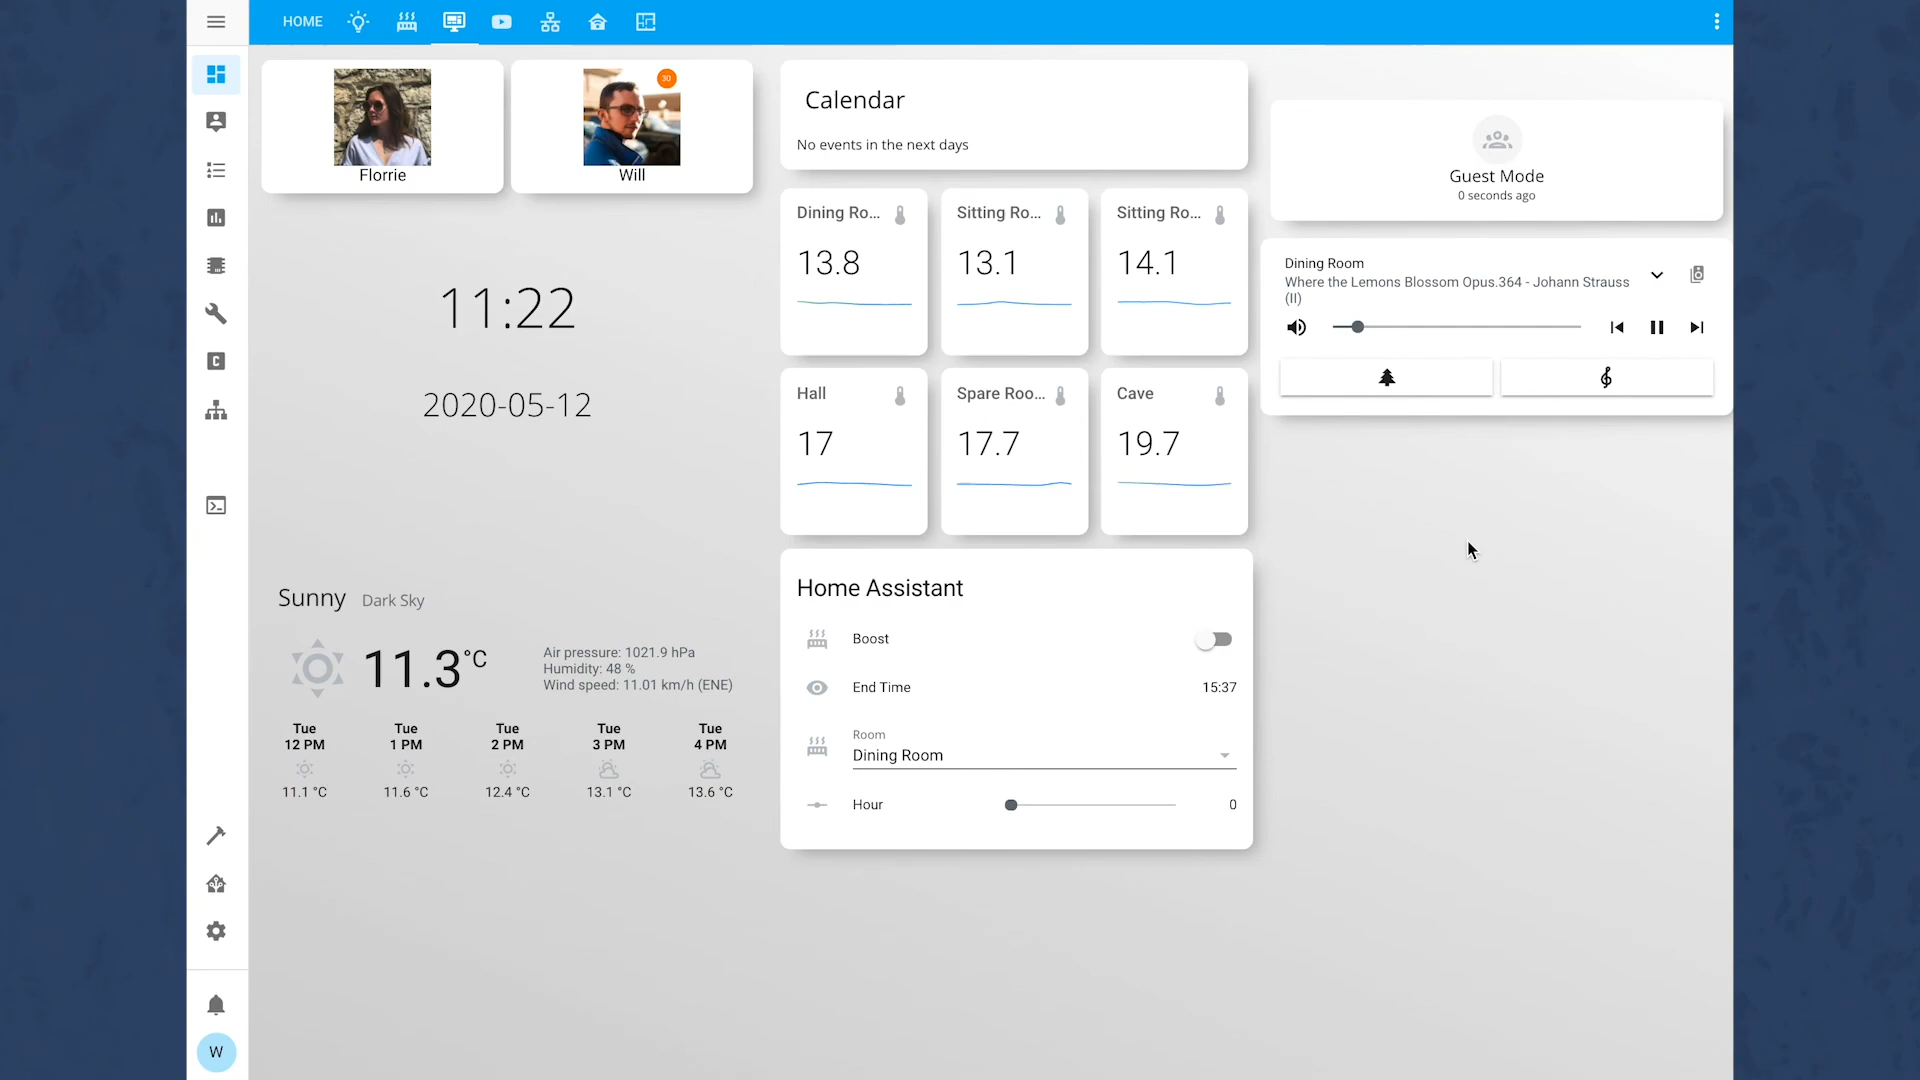 HOME
30
Florrie
Will
11:22
2020-05-12
Sunny Dark Sky
11.3°C
Air pressure: 1021.9 hPa
Humidity: 48 %
Wind speed: 11.01 km/h (ENE)
Tue Tue Tue Tue Tue
12 PM 1 PM 2 PM 3 PM 4 PM
11.1 °C 11.6 °C 12.4 °C 13.1 °C 13.6 °C
Calendar
No events in the next days
Dining Ro... Sitting Ro... Sitting Ro...
13.8 13.1 14.1
Hall Spare Roo... Cave
17 17.7 19.7
Home Assistant
Boost
End Time 15:37
Room
Dining Room
Hour 0
Guest Mode
0 seconds ago
Dining Room
Where the Lemons Blossom Opus.364 - Johann Strauss
(II)
C
W